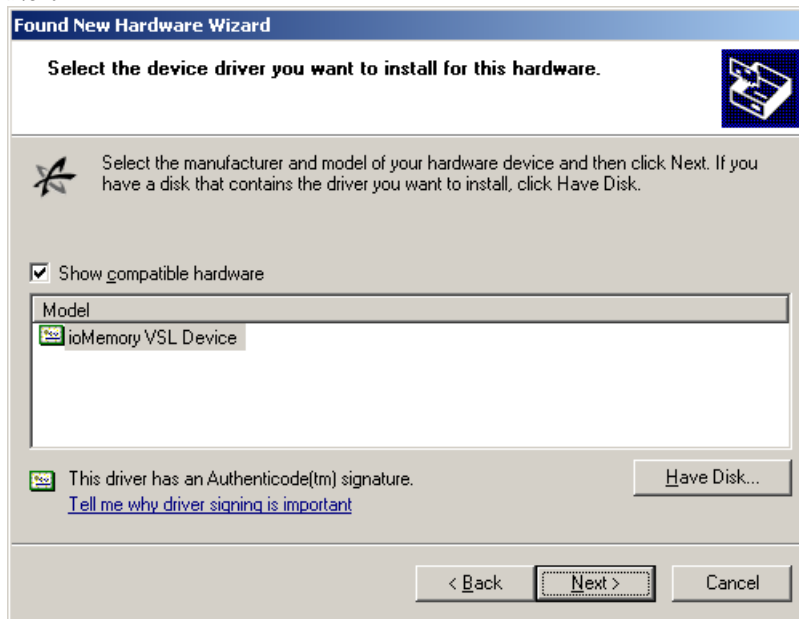 Found New Hardware Wizard
Select the device driver you want to install for this hardware.
Select the manufacturer and model of your hardware device and then click Next. If you
have a disk that contains the driver you want to install, click Have Disk.
Show compatible hardware
Model
ioMemory VSL Device
This driver has an Authenticode(tm) signature.
Have Disk...
Tell me why driver signing is important
< Back
Next >
Cancel